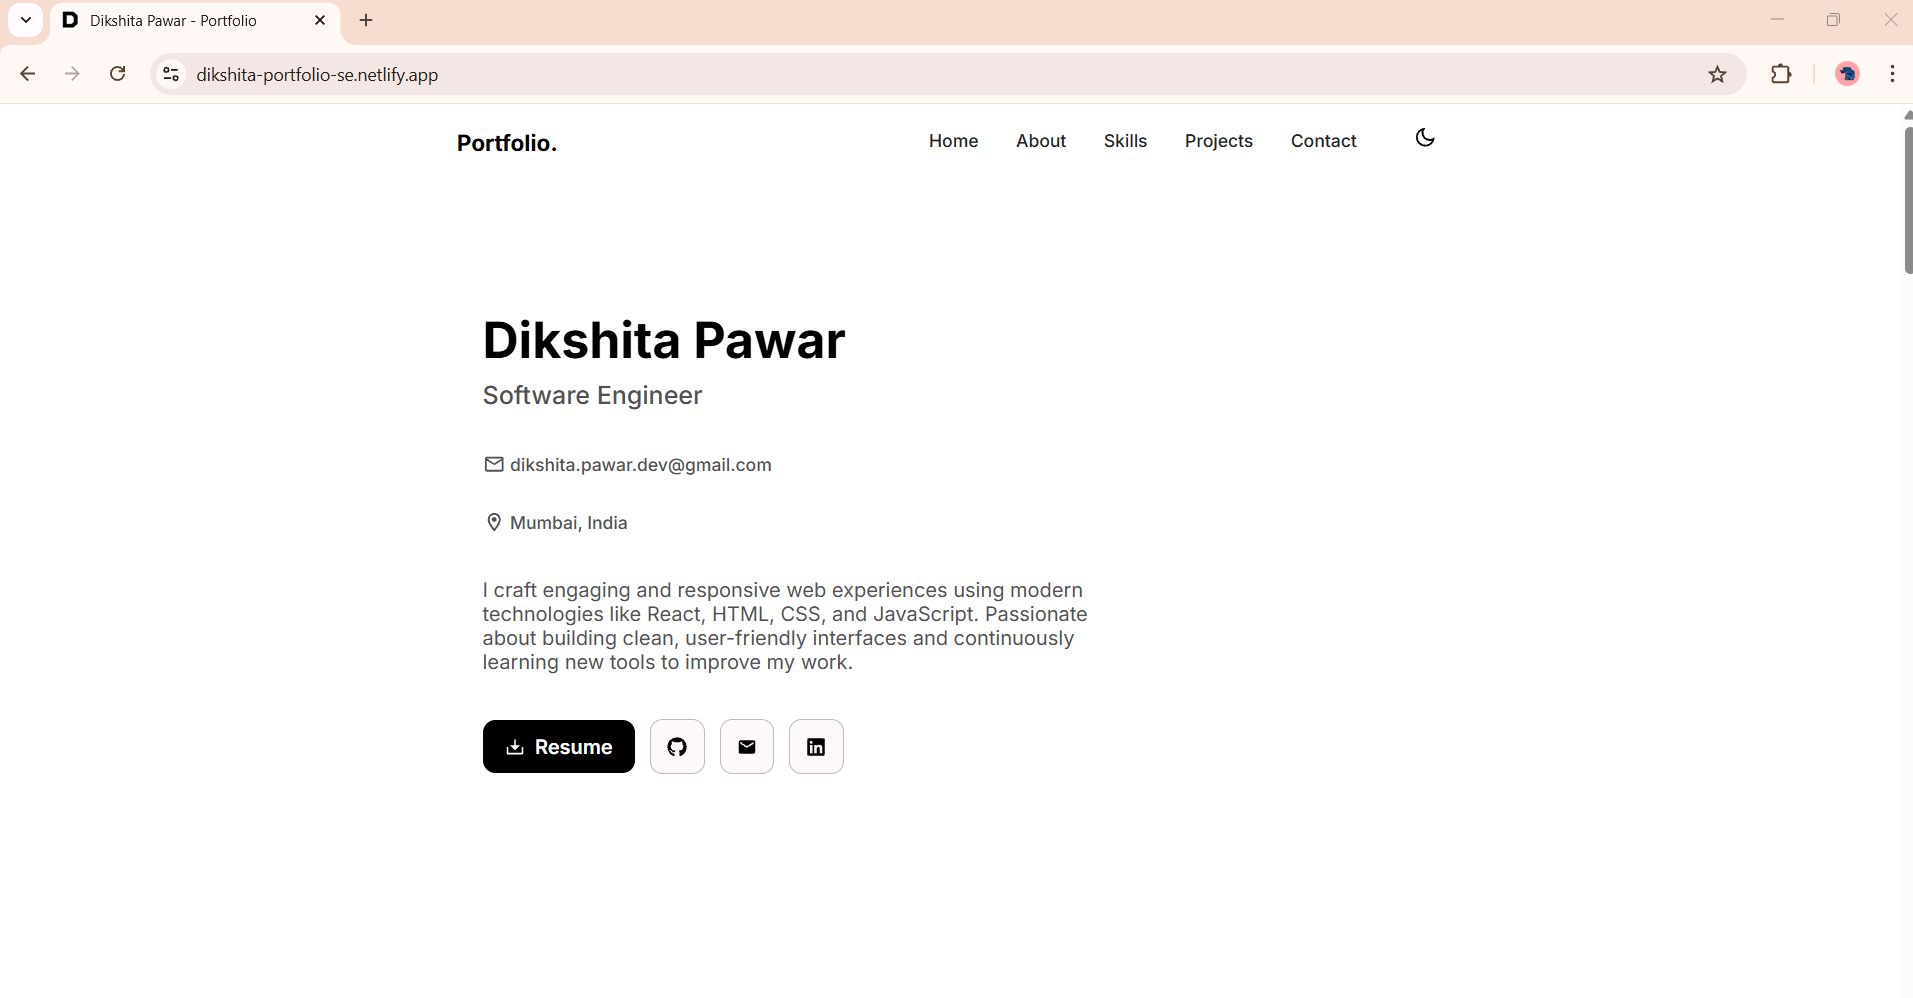 Dikshita Pawar - Portfolio
dikshita-portfolio-se.netlify.app
Portfolio.
Home About Skills Projects Contact
Dikshita Pawar
Software Engineer
dikshita.pawar.dev@gmail.com
Mumbai, India
I craft engaging and responsive web experiences using modern
technologies like React, HTML, CSS, and JavaScript. Passionate
about building clean, user-friendly interfaces and continuously
learning new tools to improve my work.
Resume